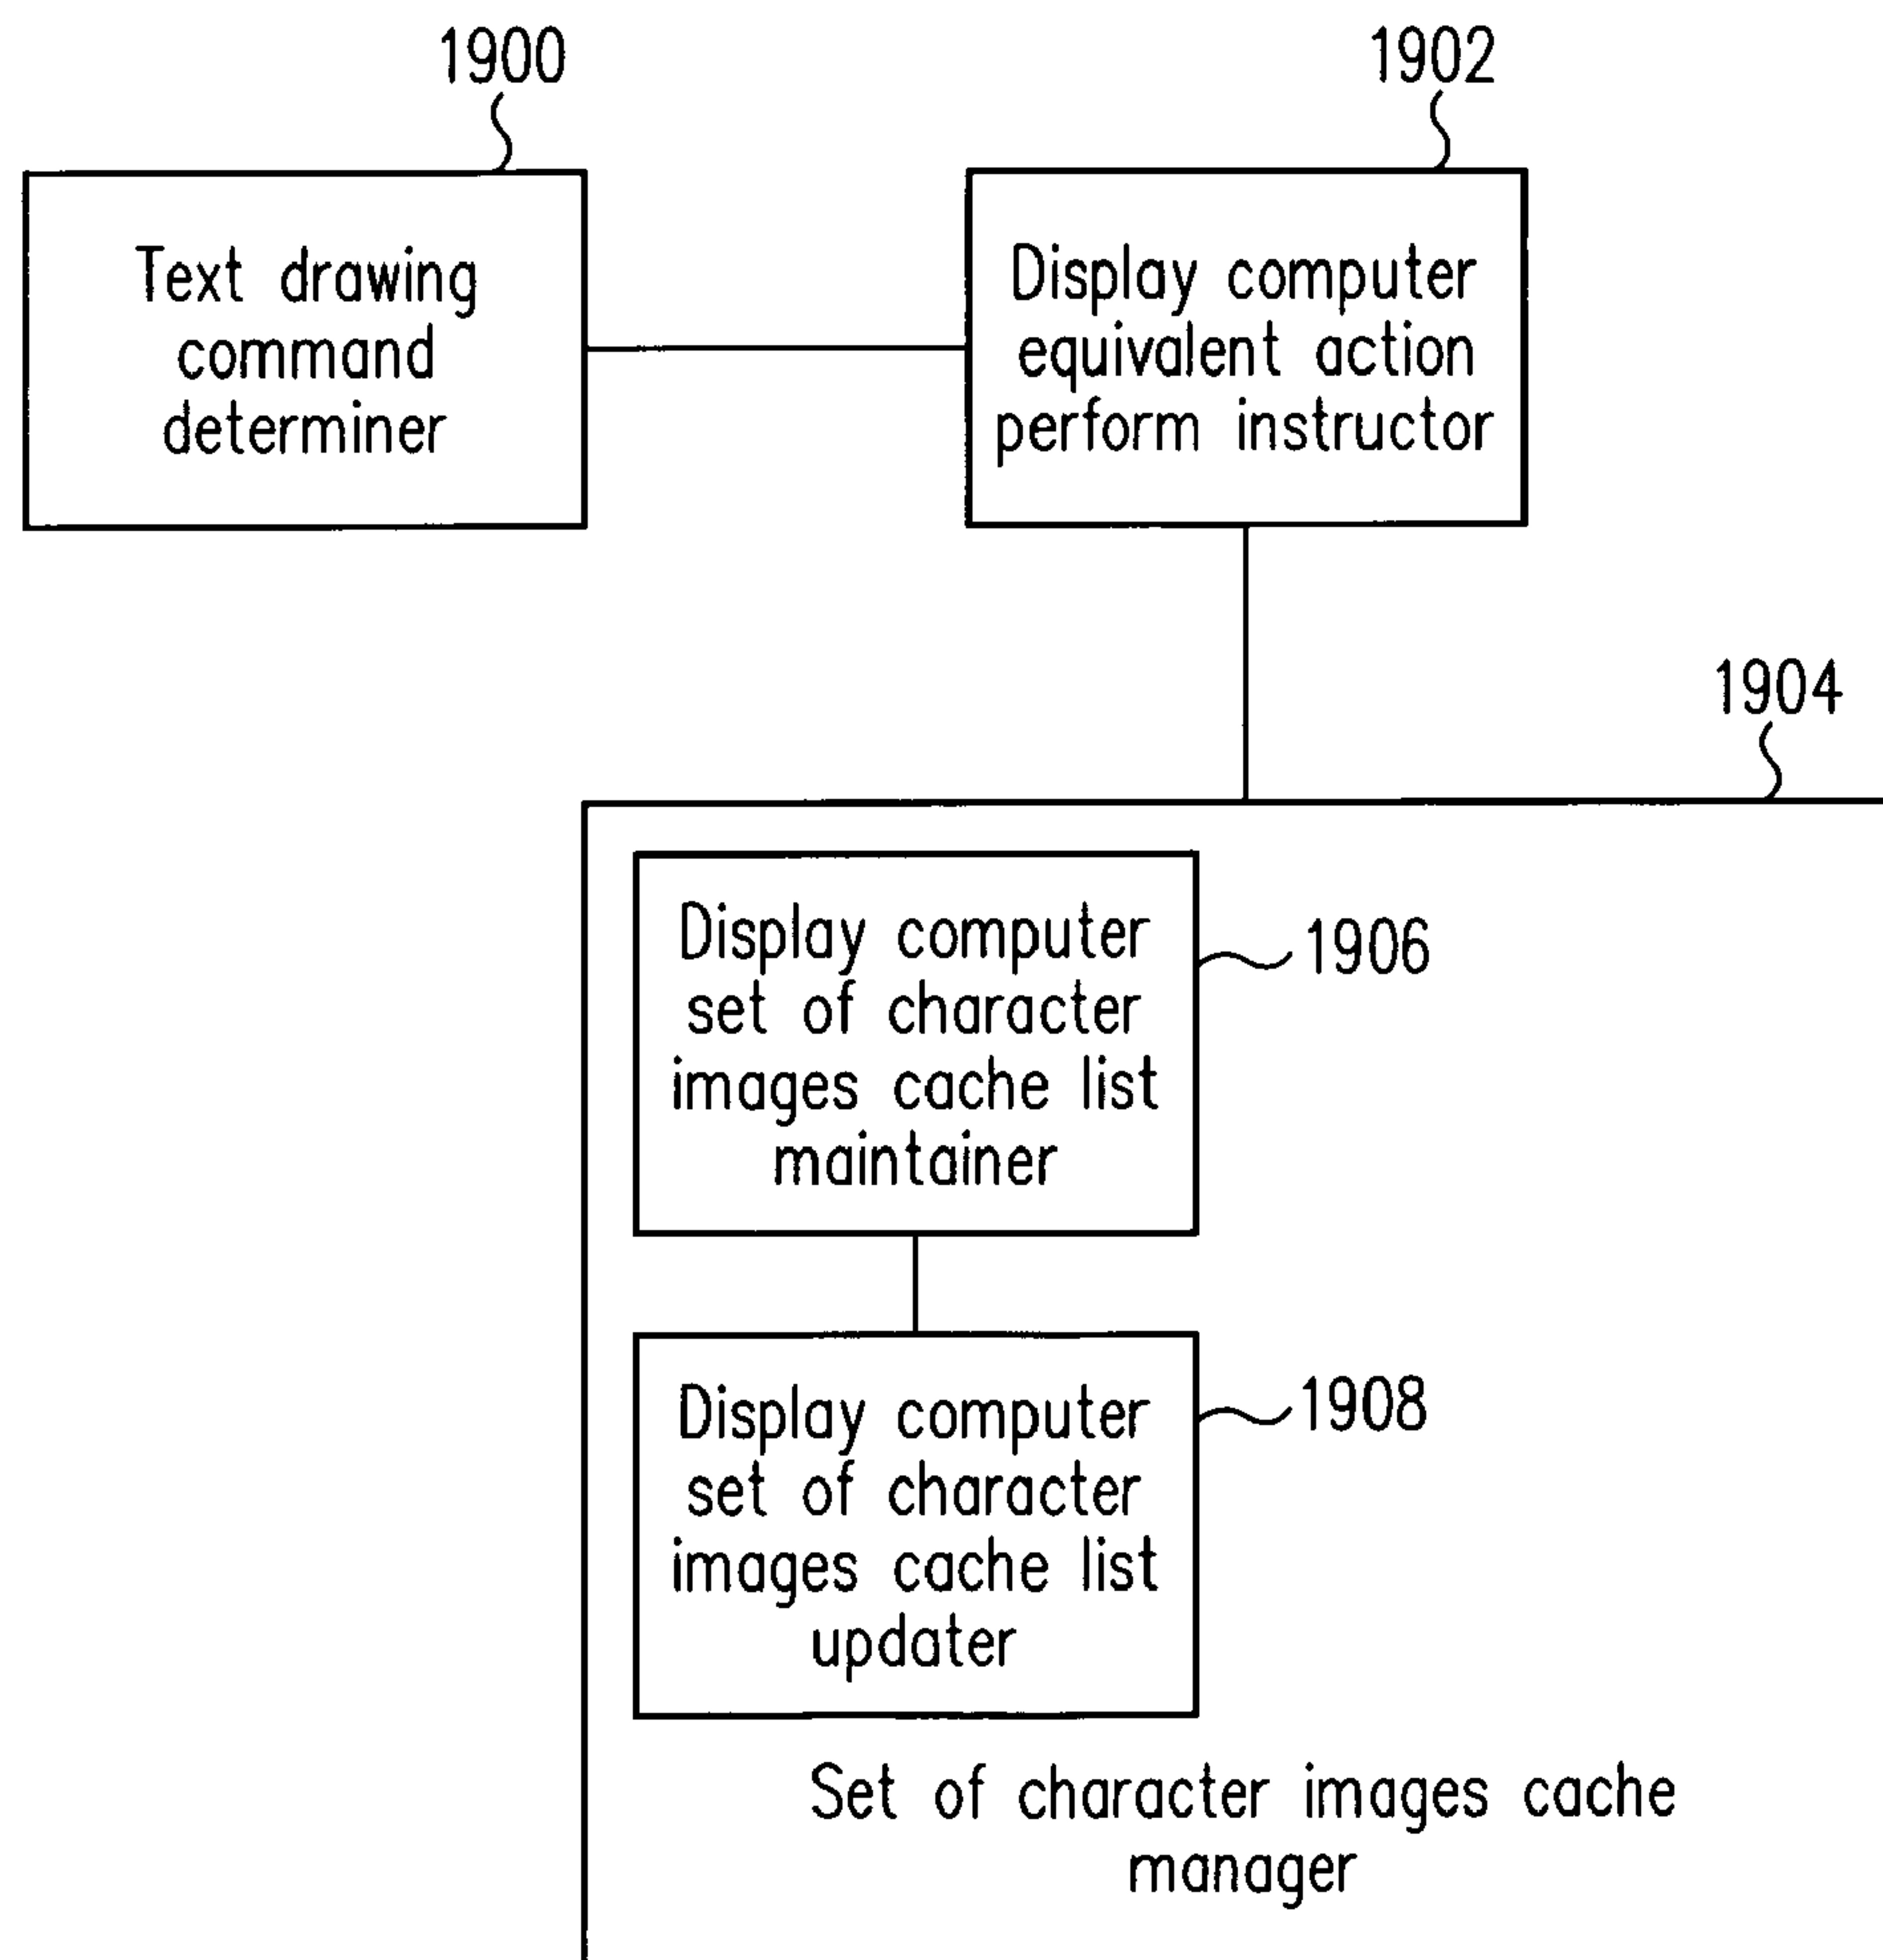 1900
1902
Text drawing
command
determiner
Display computer
equivalent action
perform instructor
1904
Display computer
set of character
images cache list
maintainer
1906
Display computer
set of character
images cache list
updater
1908
Set of character images cache
manager